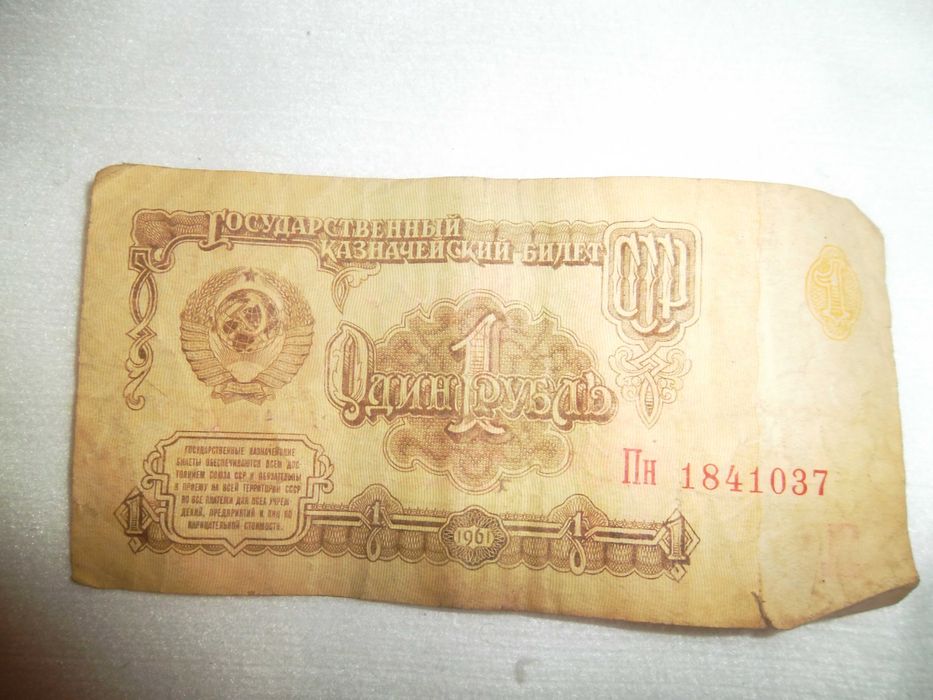 Государственный
казначейский билет
СССР
1
Один рубль
1
Государственные казначейские
билеты обеспечиваются всем дос-
тоянием Союза ССР и обязательны
к приему на всей территории СССР
во все платежи для всех учреж-
дений, предприятий и лиц по
нарицательной стоимости.
Пн 1841037
1 1 1961 1 1